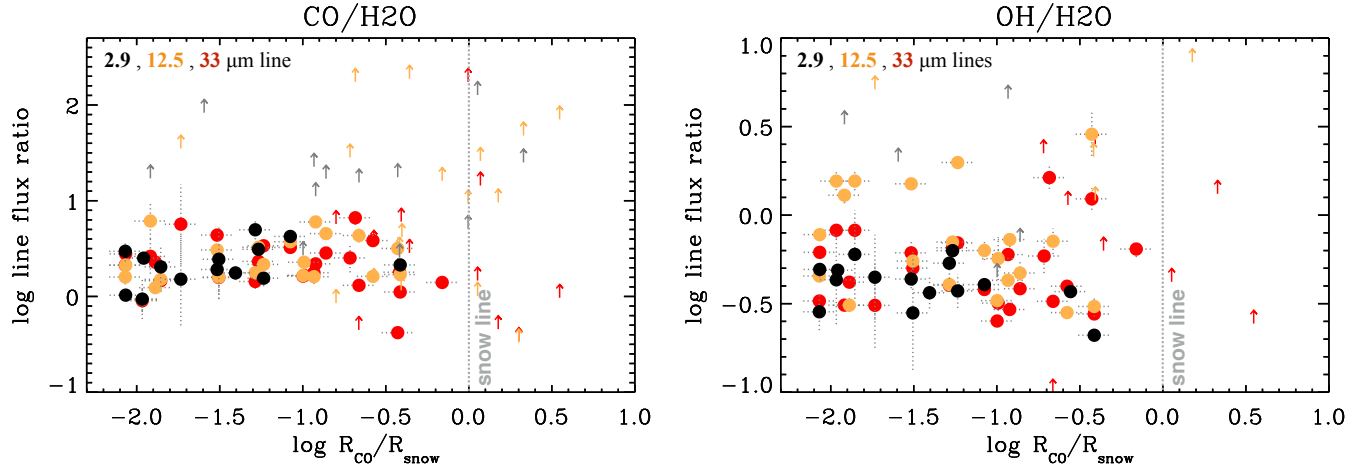 CO/H2O
2.9 , 12.5 , 33 μm line
log line flux ratio
2
1
0
−1
snow line
−2.0 −1.5 −1.0 −0.5 0.0 0.5 1.0
log R_CO/R_snow
OH/H2O
2.9 , 12.5 , 33 μm lines
log line flux ratio
1.0
0.5
0.0
−0.5
−1.0
snow line
−2.0 −1.5 −1.0 −0.5 0.0 0.5 1.0
log R_CO/R_snow